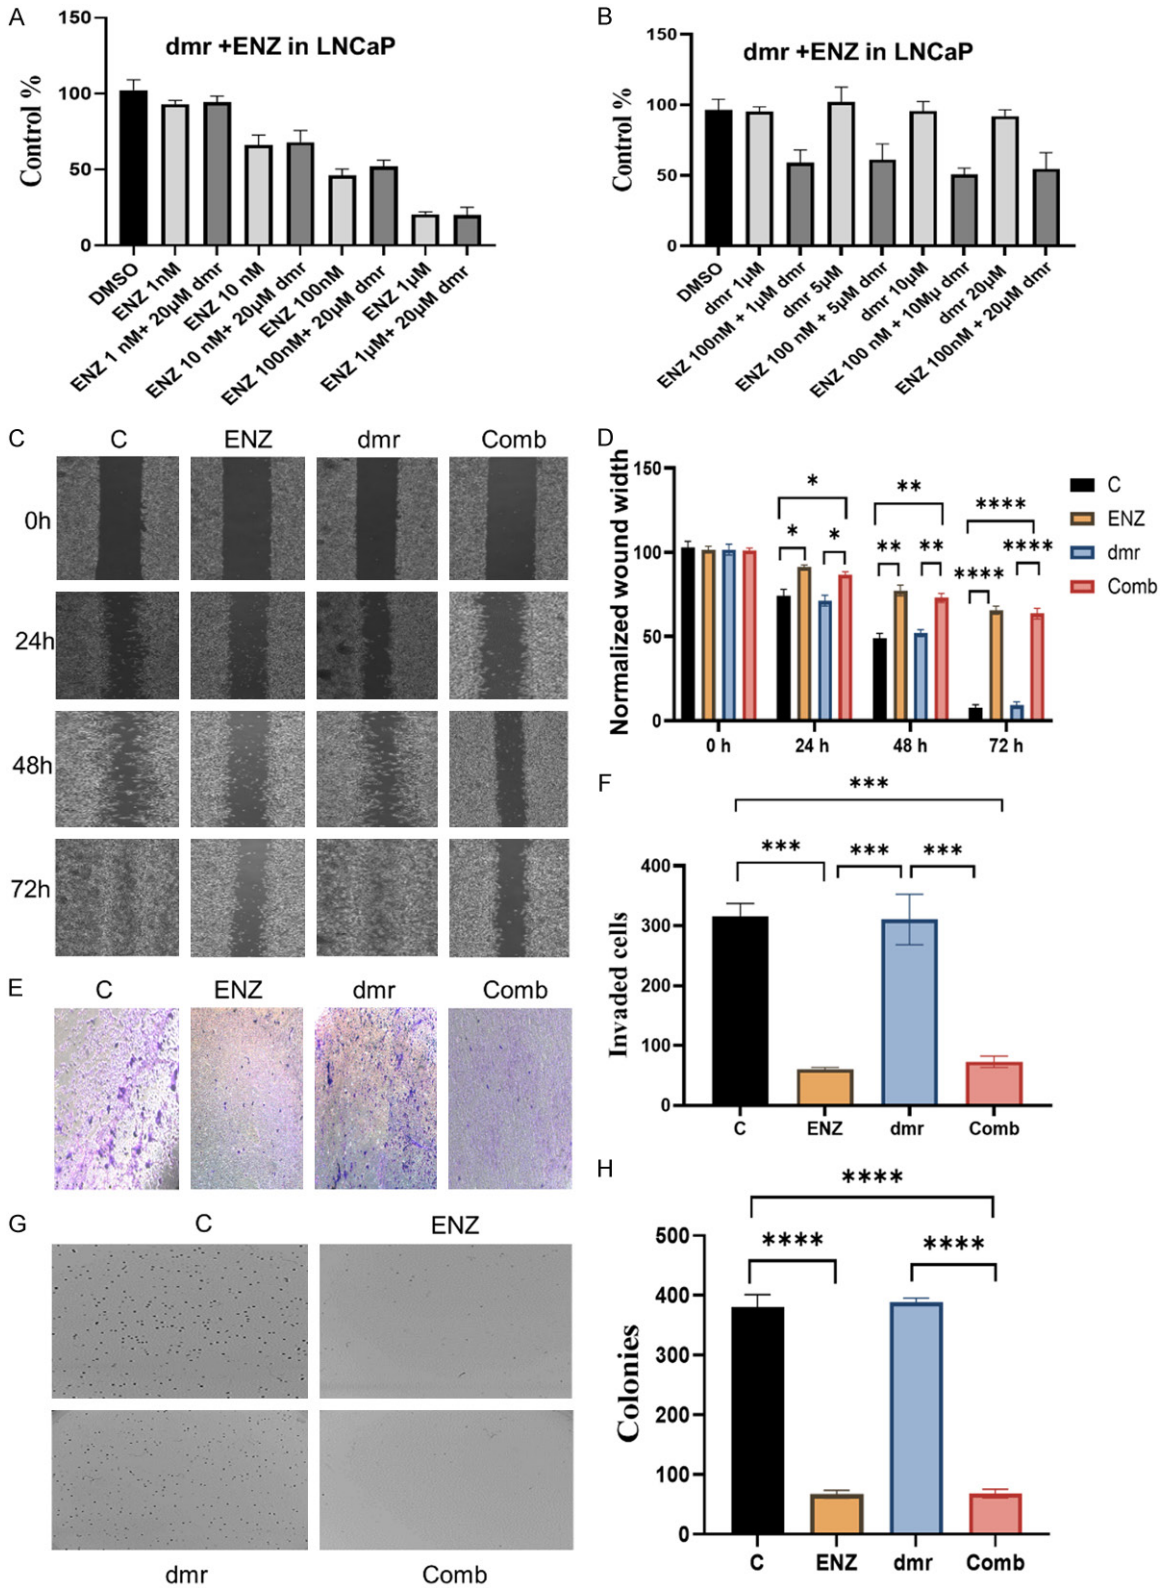 A
150
100
50
0
Control %
dmr +ENZ in LNCaP
DMSO
ENZ 1nM
ENZ 1 nM+ 20µM dmr
ENZ 10 nM
ENZ 10 nM+ 20µM dmr
ENZ 100nM
ENZ 100nM+ 20µM dmr
ENZ 1µM
ENZ 1µM+ 20µM dmr
B
150
100
50
0
Control %
dmr +ENZ in LNCaP
DMSO
dmr 1µM
ENZ 100nM + 1µM dmr
dmr 5µM
ENZ 100 nM + 5µM dmr
dmr 10µM
ENZ 100 nM + 10Mµ dmr
dmr 20µM
ENZ 100nM + 20µM dmr
C
C ENZ dmr Comb
0h
24h
48h
72h
D
150
100
50
0
Normalized wound width
* * *
** ** **
**** **** ****
0 h 24 h 48 h 72 h
C
ENZ
dmr
Comb
E
C ENZ dmr Comb
F
***
*** *** ***
400
300
200
100
0
Invaded cells
C ENZ dmr Comb
G
C ENZ
dmr Comb
H
****
**** ****
500
400
300
200
100
0
Colonies
C ENZ dmr Comb